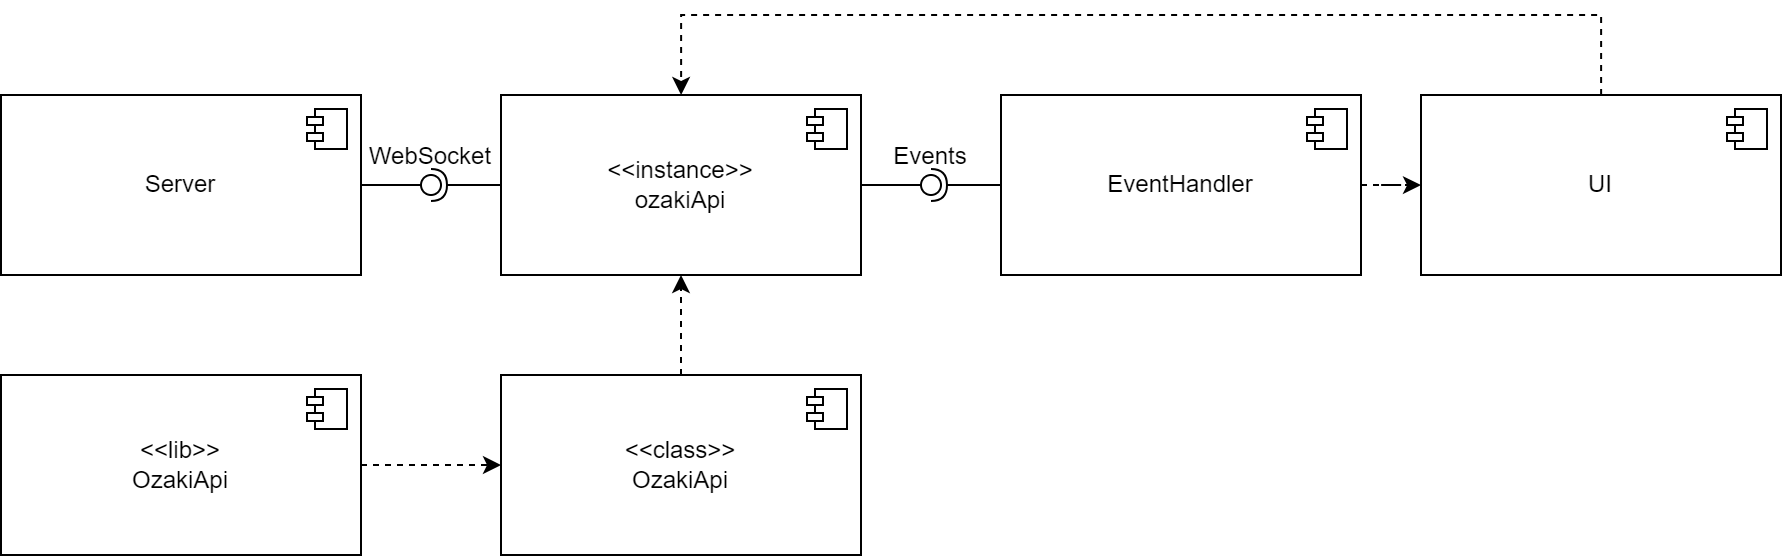 Server
WebSocket
<<instance>>
ozakiApi
Events
EventHandler
UI
<<lib>>
OzakiApi
<<class>>
OzakiApi